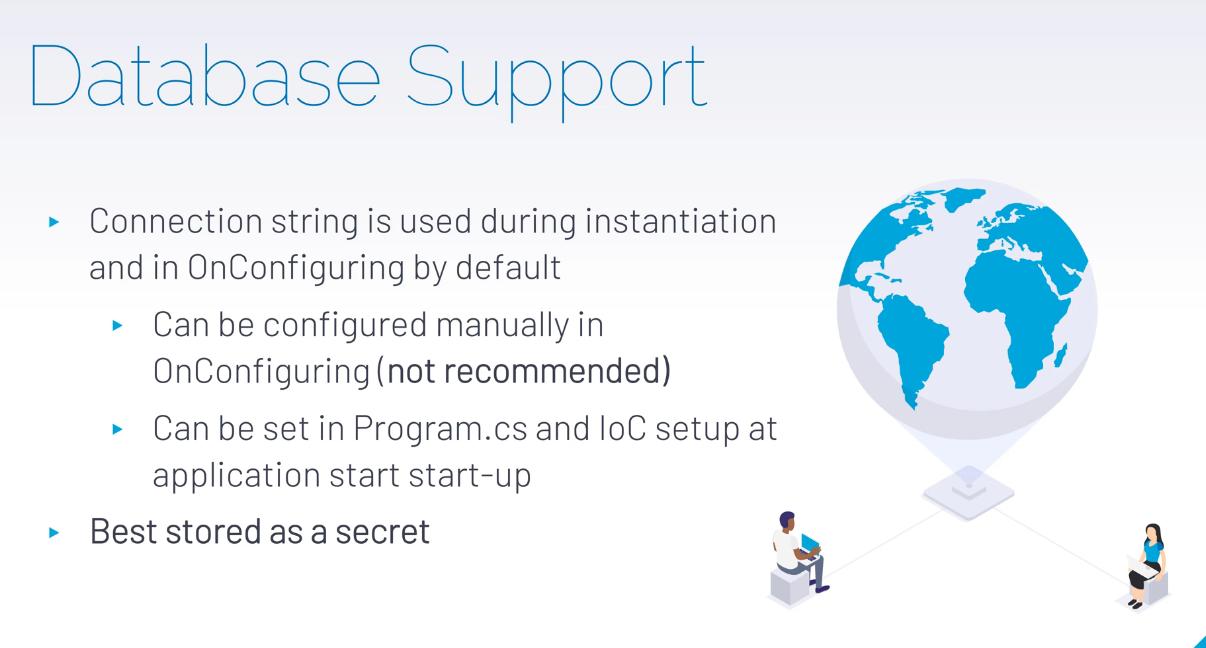 Database Support
Connection string is used during instantiation
and in OnConfiguring by default
Can be configured manually in
OnConfiguring (not recommended)
Can be set in Program.cs and IoC setup at
application start start-up
Best stored as a secret